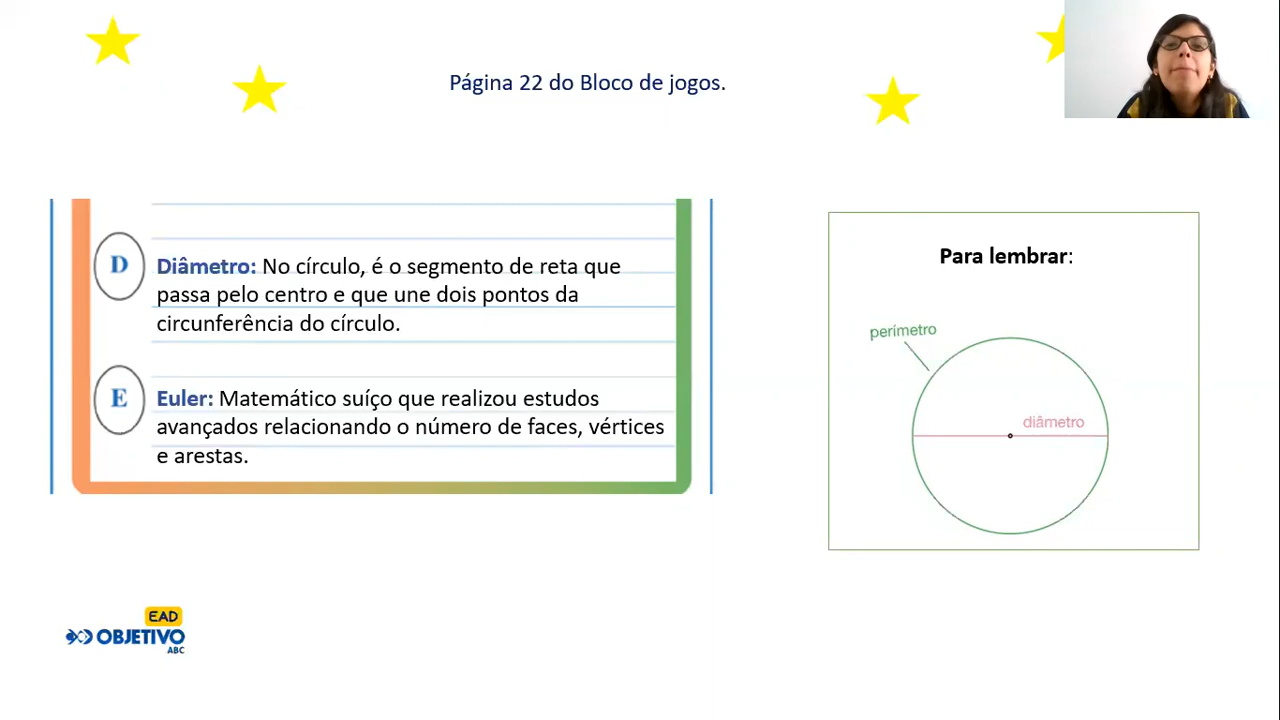 Página 22 do Bloco de jogos.
D
Diâmetro: No círculo, é o segmento de reta que
passa pelo centro e que une dois pontos da
circunferência do círculo.
E
Euler: Matemático suíço que realizou estudos
avançados relacionando o número de faces, vértices
e arestas.
Para lembrar:
perímetro
diâmetro
EAD
OBJETIVO
ABC